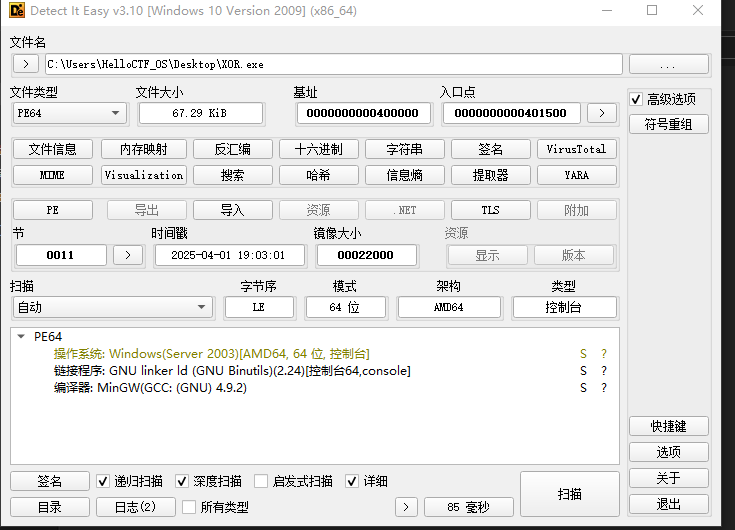 Detect It Easy v3.10 [Windows 10 Version 2009] (x86_64)
文件名
> C:\Users\HelloCTF_OS\Desktop\XOR.exe ...
文件类型 文件大小 基址 入口点
PE64 67.29 KiB 0000000000400000 0000000000401500 > 高级选项
符号重组
文件信息 内存映射 反汇编 十六进制 字符串 签名 VirusTotal
MIME Visualization 搜索 哈希 信息熵 提取器 YARA
PE 导出 导入 资源 .NET TLS 附加
节 时间戳 镜像大小 资源
0011 > 2025-04-01 19:03:01 00022000 显示 版本
扫描 字节序 模式 架构 类型
自动 LE 64 位 AMD64 控制台
PE64
操作系统: Windows(Server 2003)[AMD64, 64 位, 控制台] S ?
链接程序: GNU linker ld (GNU Binutils)(2.24)[控制台64,console] S ?
编译器: MinGW(GCC: (GNU) 4.9.2) S ?
快捷键
选项
签名 递归扫描 深度扫描 启发式扫描 详细 扫描 关于
目录 日志(2) 所有类型 > 85 毫秒 退出